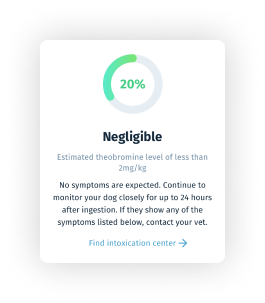 20%
Negligible
Estimated theobromine level of less than
2mg/kg
No symptoms are expected. Continue to
monitor your dog closely for up to 24 hours
after ingestion. If they show any of the
symptoms listed below, contact your vet.
Find intoxication center →